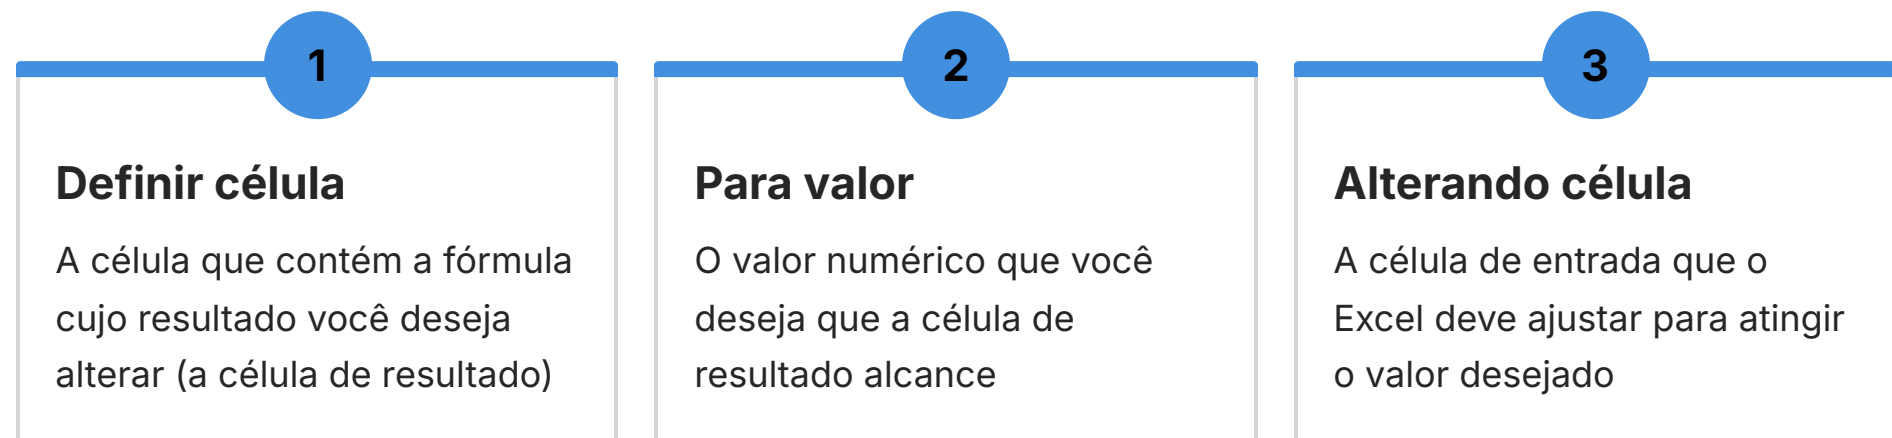 1
Definir célula
A célula que contém a fórmula
cujo resultado você deseja
alterar (a célula de resultado)
2
Para valor
O valor numérico que você
deseja que a célula de
resultado alcance
3
Alterando célula
A célula de entrada que o
Excel deve ajustar para atingir
o valor desejado